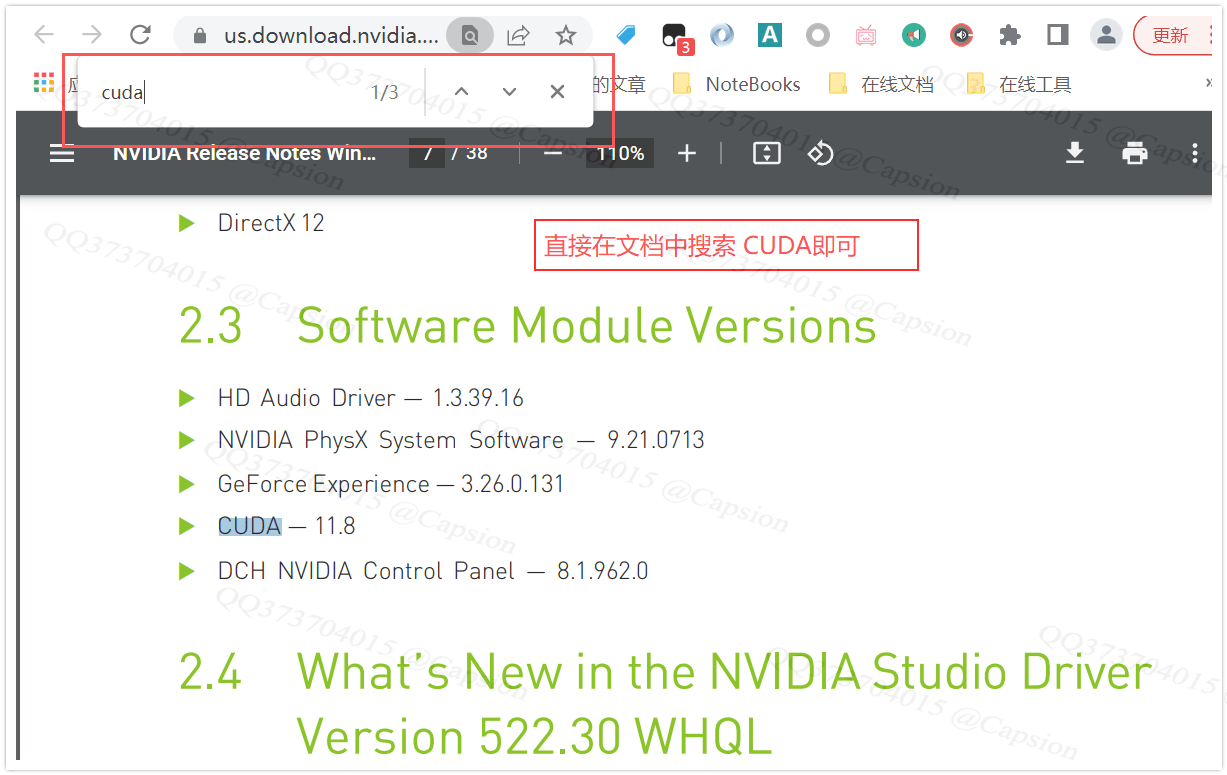 us.download.nvidia....
3
A
更新
cuda
1/3
的文章
NoteBooks
在线文档
在线工具
»
NVIDIA Release Notes Win...
7 / 38
110%
DirectX 12
直接在文档中搜索 CUDA即可
2.3 Software Module Versions
HD Audio Driver — 1.3.39.16
NVIDIA PhysX System Software — 9.21.0713
GeForce Experience — 3.26.0.131
CUDA — 11.8
DCH NVIDIA Control Panel — 8.1.962.0
2.4 What's New in the NVIDIA Studio Driver
Version 522.30 WHQL
QQ373704015 @Capsion